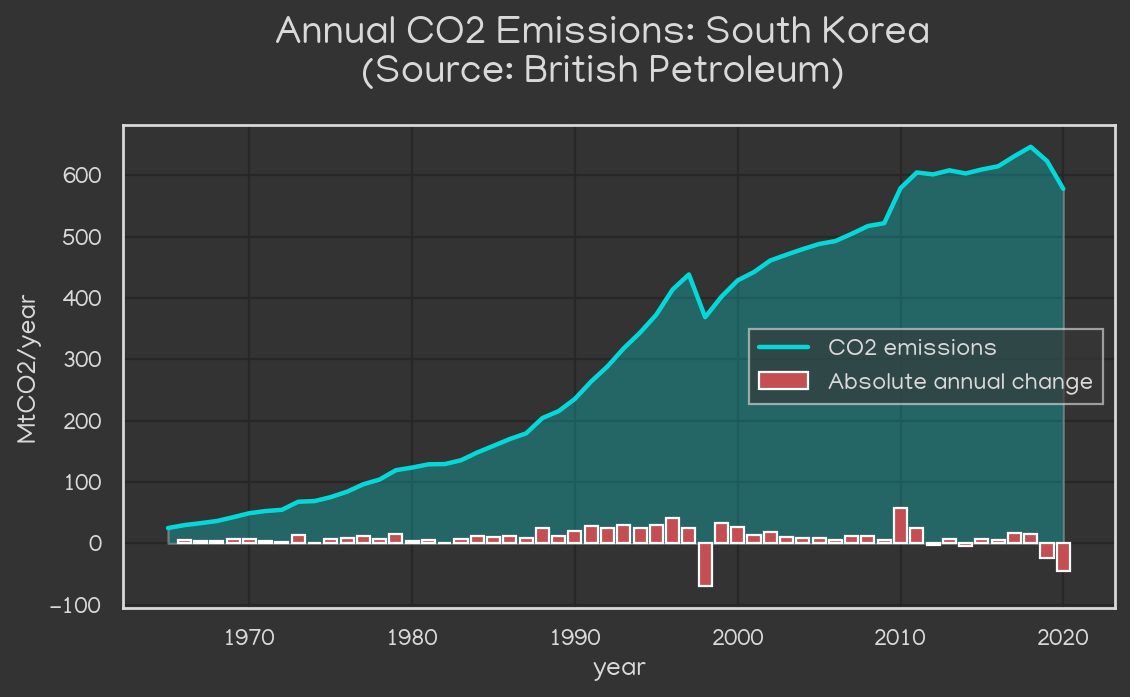 Annual CO2 Emissions: South Korea
(Source: British Petroleum)
MtCO2/year
600
500
400
300
200
100
0
−100
CO2 emissions
Absolute annual change
1970
1980
1990
2000
2010
2020
year